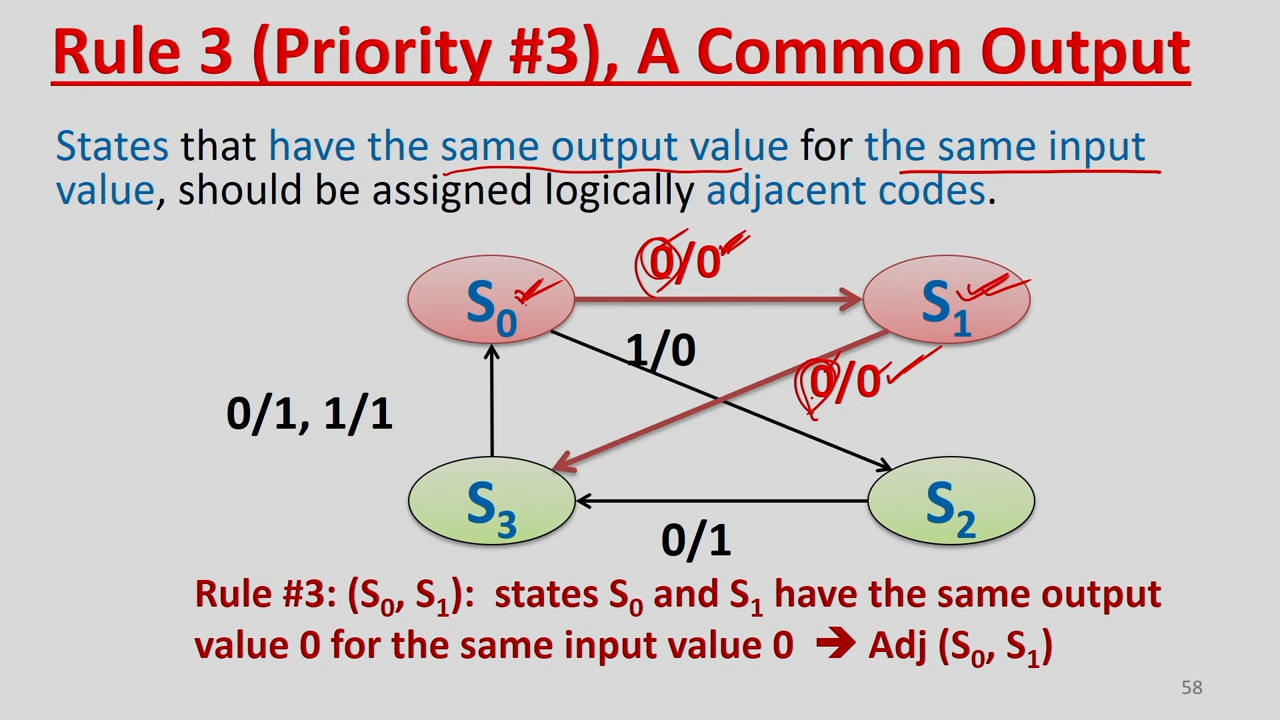 Rule 3 (Priority #3), A Common Output
States that have the same output value for the same input
value, should be assigned logically adjacent codes.
0/0
S0
S1
1/0
0/0
0/1, 1/1
S3
S2
0/1
Rule #3: (S0, S1): states S0 and S1 have the same output
value 0 for the same input value 0 ➔ Adj (S0, S1)
58